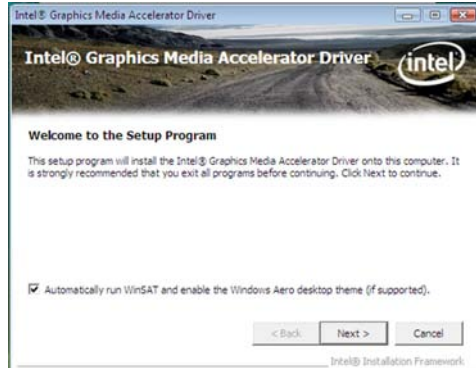 Intel® Graphics Media Accelerator Driver
Intel® Graphics Media Accelerator Driver
intel
Welcome to the Setup Program
This setup program will install the Intel® Graphics Media Accelerator Driver onto this computer. It
is strongly recommended that you exit all programs before continuing. Click Next to continue.
Automatically run WinSAT and enable the Windows Aero desktop theme (if supported).
< Back Next > Cancel
Intel® Installation Framework